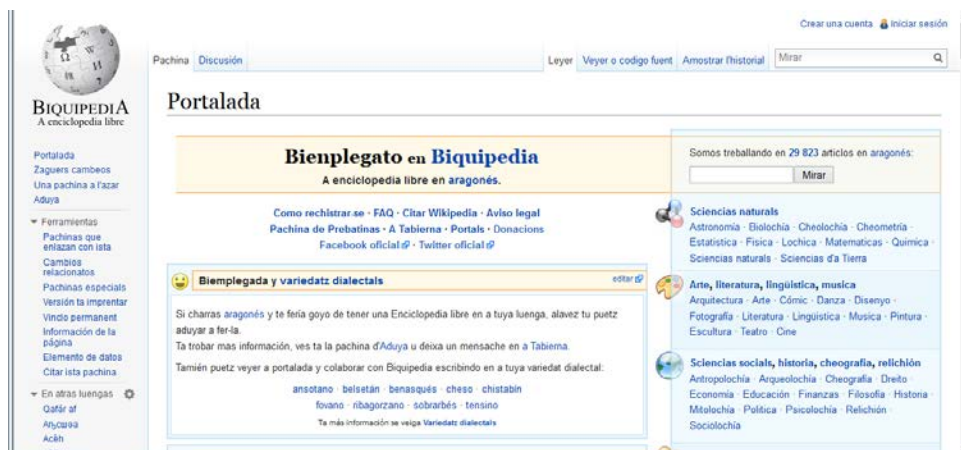 Crear una cuenta Iniciar sesión
Pachina Discusión Leyer Veyer o codigo fuent Amostrar l'historial Mirar
BIQUIPEDIA
A enciclopedia libre
Portalada
Zaguers cambeos
Una pachina a l'azar
Aduya
Ferramientas
Pachinas que
enlazan con ista
Cambios
relacionatos
Pachinas especials
Versión ta imprentar
Vinclo permanent
Información de la
página
Elemento de datos
Citar ista pachina
En atras luengas
Qafár af
Аҧсшәа
Acèh
Portalada
Bienplegato en Biquipedia
A enciclopedia libre en aragonés.
Como rechistrar-se · FAQ · Citar Wikipedia · Aviso legal
Pachina de Prebatinas · A Tabierna · Portals · Donacions
Facebook oficial · Twitter oficial
Biemplegada y variedatz dialectals editar
Si charras aragonés y te fería goyo de tener una Enciclopedia libre en a tuya luenga, alavez tu puetz
aduyar a fer-la.
Ta trobar mas información, ves ta la pachina d'Aduya u deixa un mensache en a Tabierna.
Tamién puetz veyer a portalada y colaborar con Biquipedia escribindo en a tuya variedat dialectal:
ansotano · belsetán · benasqués · cheso · chistabín
fovano · ribagorzano · sobrarbés · tensino
Ta más información se veiga Variedatz dialectals
Somos treballando en 29 823 articlos en aragonés:
Mirar
Sciencias naturals
Astronomía · Biolochía · Cheolochía · Cheometría ·
Estatistica · Fisica · Lochica · Matematicas · Quimica ·
Sciencias naturals · Sciencias d'a Tierra
Arte, literatura, lingüistica, musica
Arquitectura · Arte · Cómic · Danza · Disenyo ·
Fotografía · Literatura · Lingüistica · Musica · Pintura ·
Escultura · Teatro · Cine
Sciencias socials, historia, cheografía, relichión
Antropolochía · Arqueolochía · Cheografía · Dreito ·
Economía · Educación · Finanzas · Filosofía · Historia ·
Mitolochía · Politica · Psicolochía · Relichión ·
Sociolochía